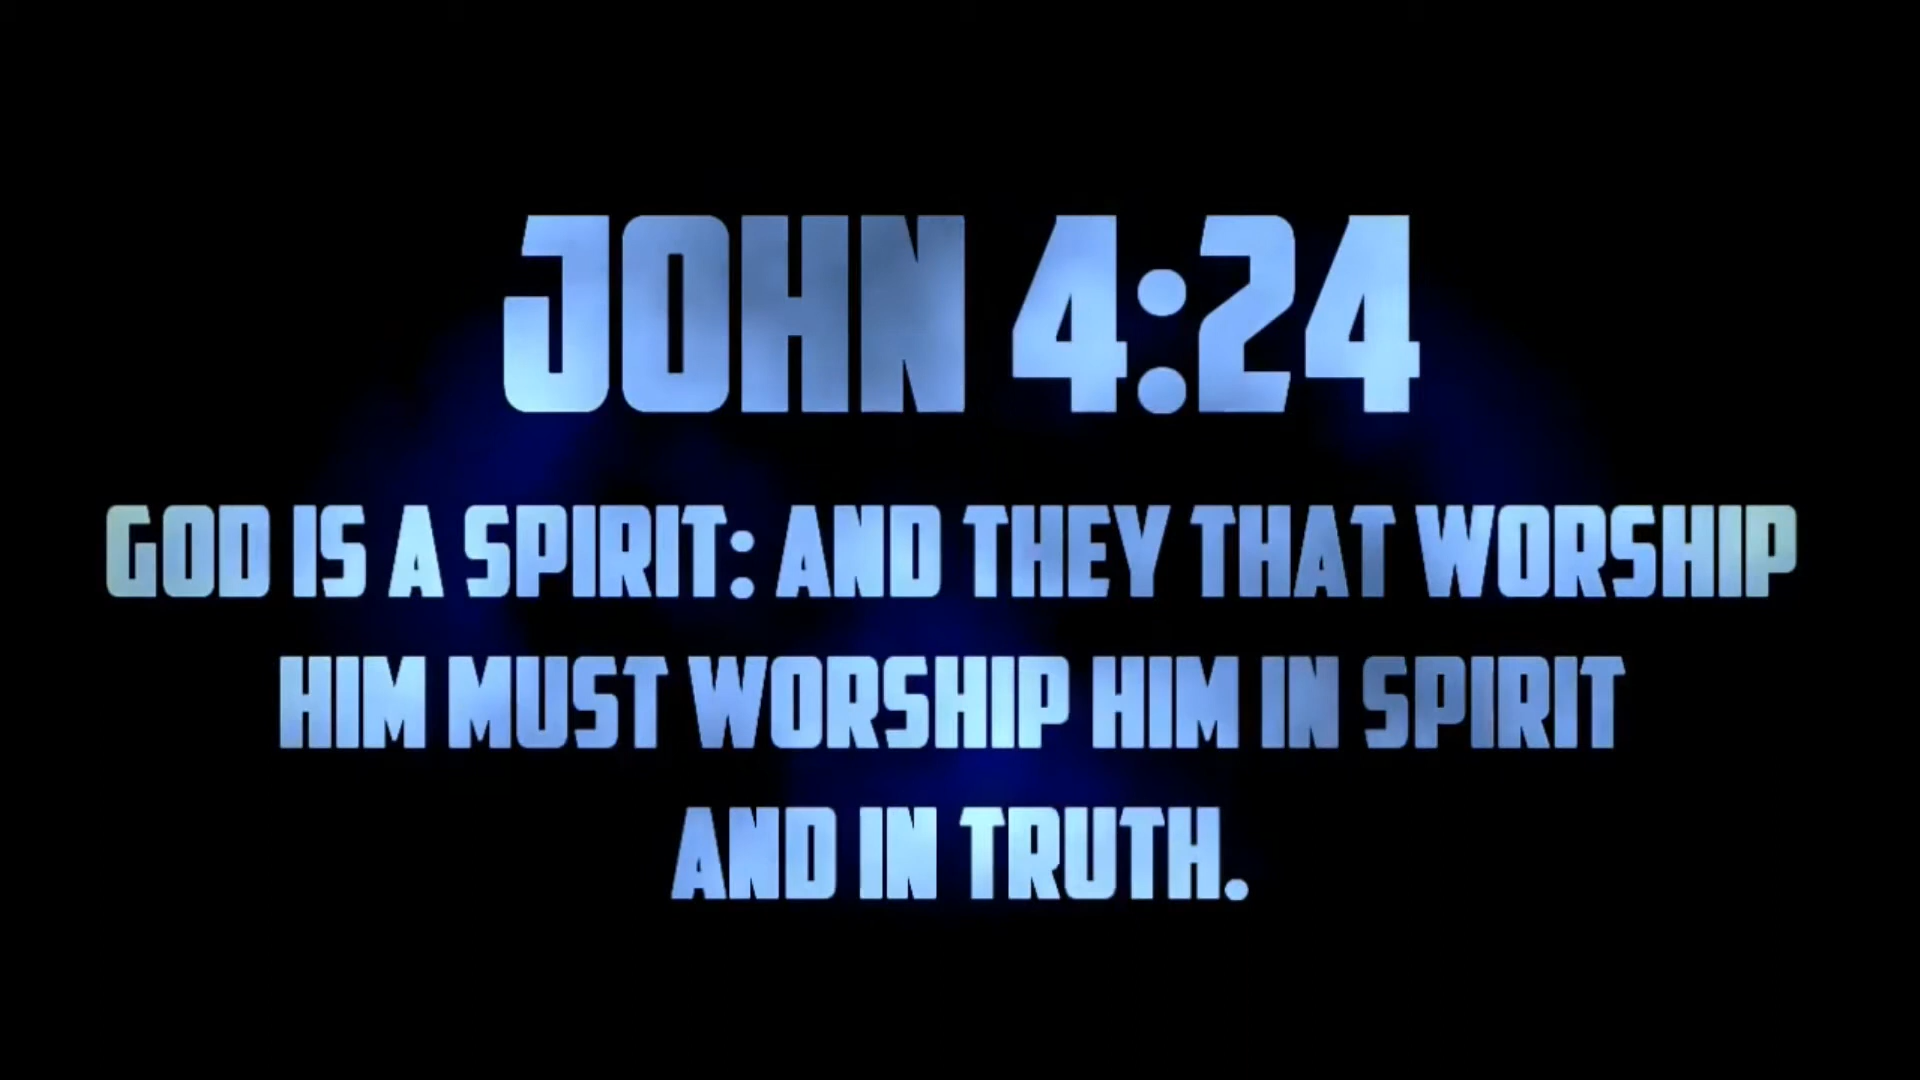 JOHN 4:24
GOD IS A SPIRIT: AND THEY THAT WORSHIP
HIM MUST WORSHIP HIM IN SPIRIT
AND IN TRUTH.